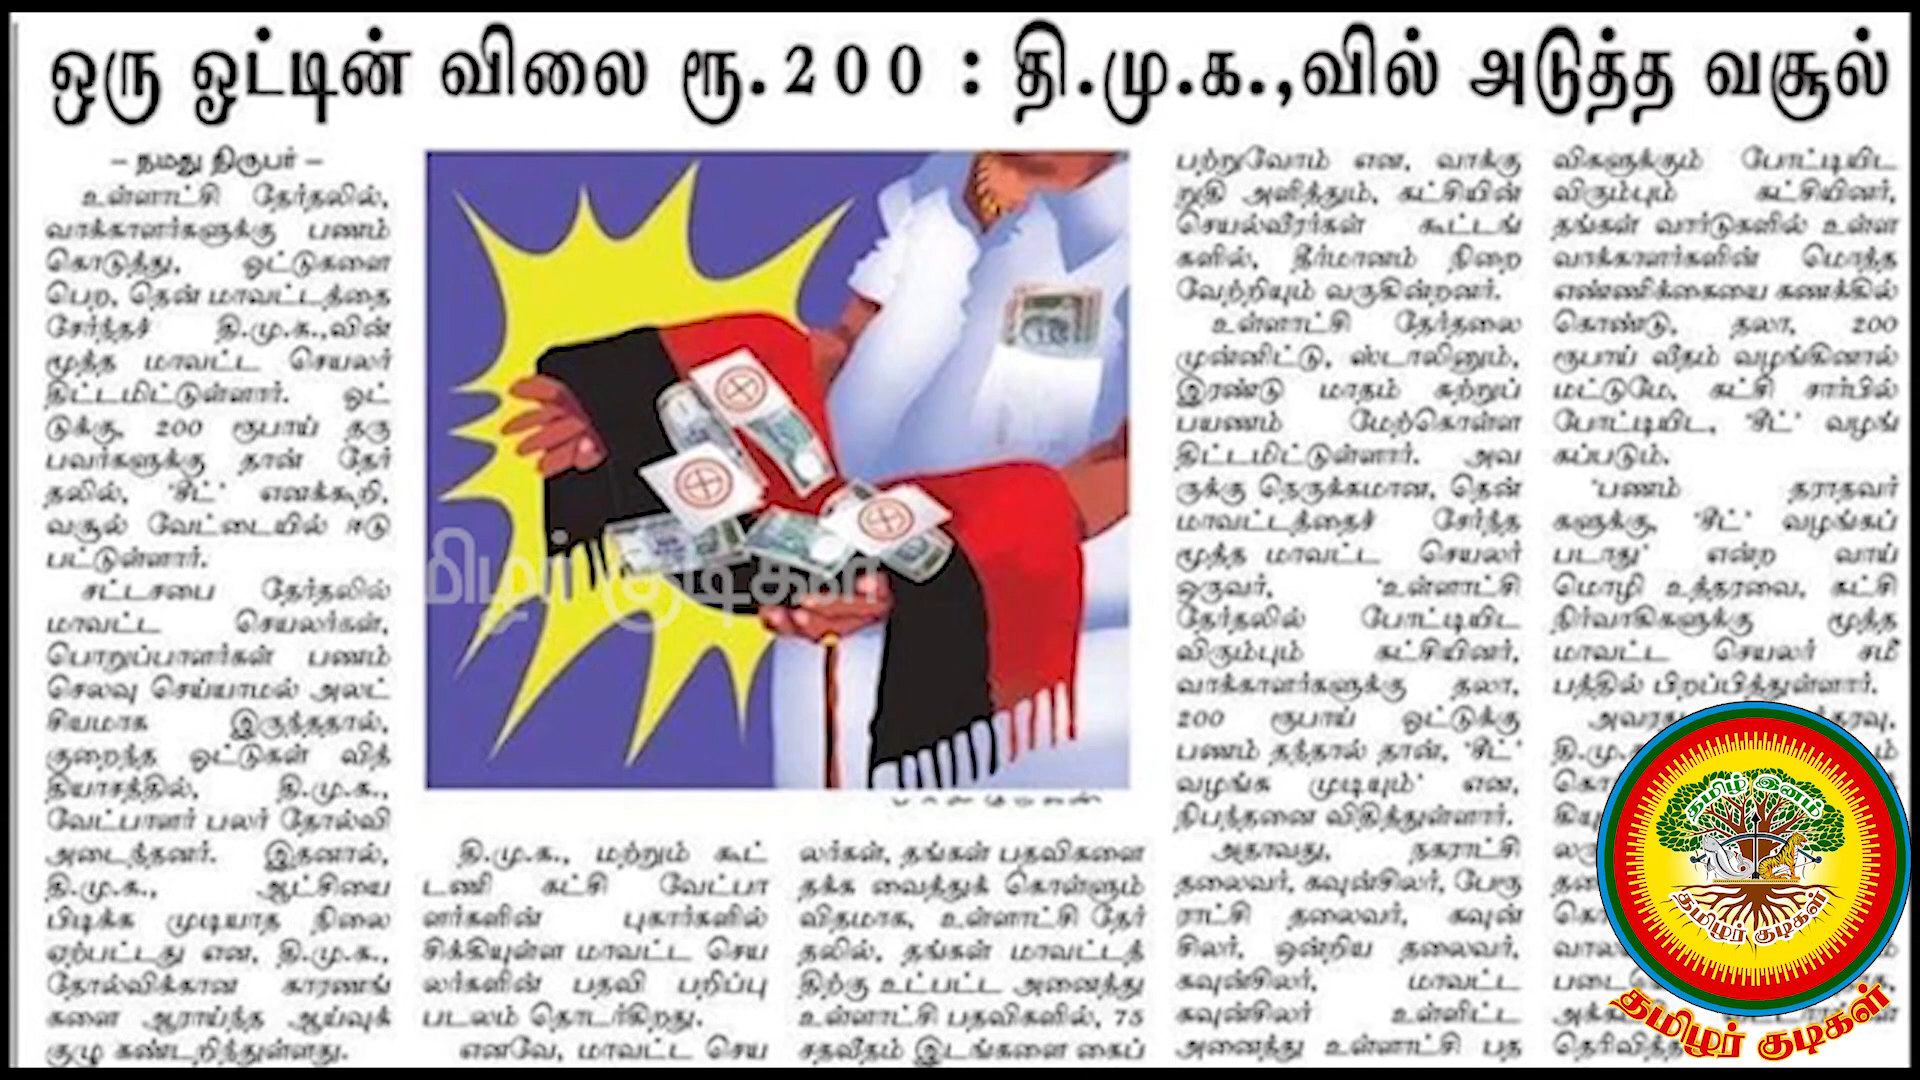 ஒரு ஓட்டின் விலை ரூ.200 : தி.மு.க.,வில் அடுத்த வசூல்
– நமது நிருபர் –
உள்ளாட்சி தேர்தலில்,
வாக்காளர்களுக்கு பணம்
கொடுத்து, ஓட்டுகளை
பெற, தென் மாவட்டத்தை
சேர்ந்தச் தி.மு.க.,வின்
மூத்த மாவட்ட செயலர்
திட்டமிட்டுள்ளார். ஓட்
டுக்கு, 200 ரூபாய் தரு
பவர்களுக்கு தான் தேர்
தலில், 'சீட்' எனக்கூறி,
வசூல் வேட்டையில் ஈடு
பட்டுள்ளார்.
சட்டசபை தேர்தலில்
மாவட்ட செயலர்கள்,
பொறுப்பாளர்கள் பணம்
செலவு செய்யாமல் அலட்
சியமாக இருந்ததால்,
குறைந்த ஓட்டுகள் வித்
தியாசத்தில், தி.மு.க.,
வேட்பாளர் பலர் தோல்வி
அடைந்தனர். இதனால்,
தி.மு.க., ஆட்சியை
பிடிக்க முடியாத நிலை
ஏற்பட்டது என, தி.மு.க.,
தோல்விக்கான காரணங்
களை ஆராய்ந்த ஆய்வுக்
குழு கண்டறிந்துள்ளது.
தி.மு.க., மற்றும் கூட்
டணி கட்சி வேட்பா
ளர்களின் புகார்களில்
சிக்கியுள்ள மாவட்ட செய
லர்களின் பதவி பறிப்பு
படலம் தொடர்கிறது.
எனவே, மாவட்ட செய
லர்கள், தங்கள் பதவிகளை
தக்க வைத்துக் கொள்ளும்
விதமாக, உள்ளாட்சி தேர்
தலில், தங்கள் மாவட்டத்
திற்கு உட்பட்ட அனைத்து
உள்ளாட்சி பதவிகளில், 75
சதவீதம் இடங்களை கைப்
பற்றுவோம் என, வாக்கு
றுதி அளித்தும், கட்சியின்
செயல்வீரர்கள் கூட்டங்
களில், தீர்மானம் நிறை
வேற்றியும் வருகின்றனர்.
உள்ளாட்சி தேர்தலை
முன்னிட்டு, ஸ்டாலினும்,
இரண்டு மாதம் சுற்றுப்
பயணம் மேற்கொள்ள
திட்டமிட்டுள்ளார். அவ
ருக்கு நெருக்கமான, தென்
மாவட்டத்தைச் சேர்ந்த
மூத்த மாவட்ட செயலர்
ஒருவர், 'உள்ளாட்சி
தேர்தலில் போட்டியிட
விரும்பும் கட்சியினர்,
வாக்காளர்களுக்கு தலா,
200 ரூபாய் ஓட்டுக்கு
பணம் தந்தால் தான், 'சீட்'
வழங்க முடியும்' என,
நிபந்தனை விதித்துள்ளார்.
அதாவது, நகராட்சி
தலைவர், கவுன்சிலர், பேரூ
ராட்சி தலைவர், கவுன்
சிலர், ஒன்றிய தலைவர்,
கவுன்சிலர், மாவட்ட
கவுன்சிலர் உள்ளிட்ட
அனைத்து உள்ளாட்சி பத
விகளுக்கும் போட்டியிட
விரும்பும் கட்சியினர்,
தங்கள் வார்டுகளில் உள்ள
வாக்காளர்களின் மொத்த
எண்ணிக்கையை கணக்கில்
கொண்டு, தலா, 200
ரூபாய் வீதம் வழங்கினால்
மட்டுமே, கட்சி சார்பில்
போட்டியிட, 'சீட்' வழங்
கப்படும்.
'பணம் தராதவர்
களுக்கு, 'சீட்' வழங்கப்
படாது' என்ற வாய்
மொழி உத்தரவை, கட்சி
நிர்வாகிகளுக்கு மூத்த
மாவட்ட செயலர் சமீ
பத்தில் பிறப்பித்துள்ளார்.
தி.மு.
தமிழ் இனம்
தமிழர் குடிகள்
தமிழர் குடிகள்